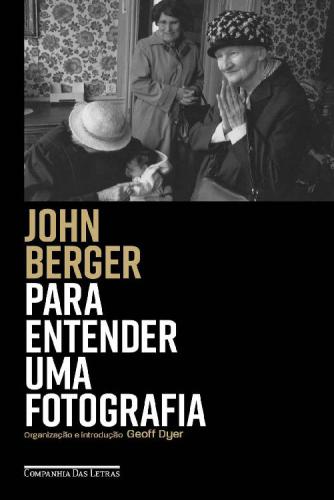 JOHN
BERGER
PARA
ENTENDER
UMA
FOTOGRAFIA
Organização e introdução Geoff Dyer
COMPANHIA DAS LETRAS